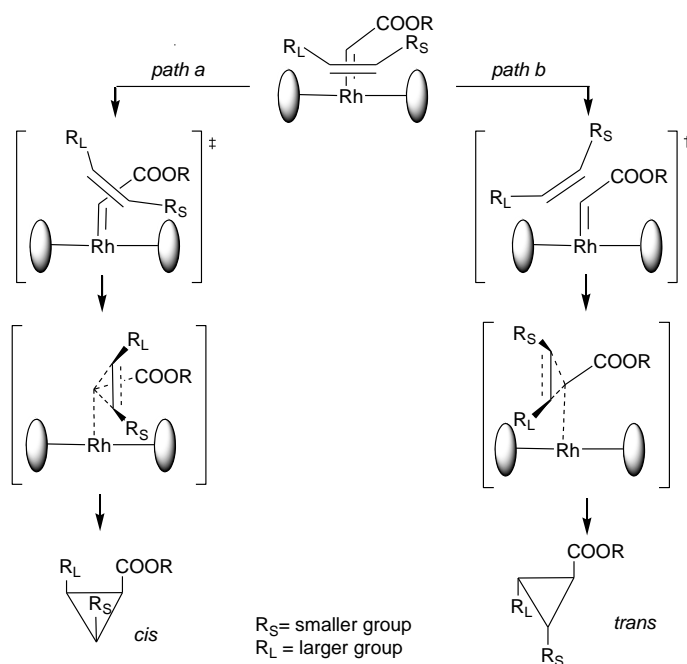 COOR
R_L R_S
path a path b
Rh
R_L ‡
COOR
R_S
Rh
R_S
COOR
R_L
Rh
R_L
COOR
R_S
Rh
R_S
COOR
R_L
Rh
R_L COOR
R_S
cis
COOR
R_L
R_S
trans
R_S= smaller group
R_L = larger group